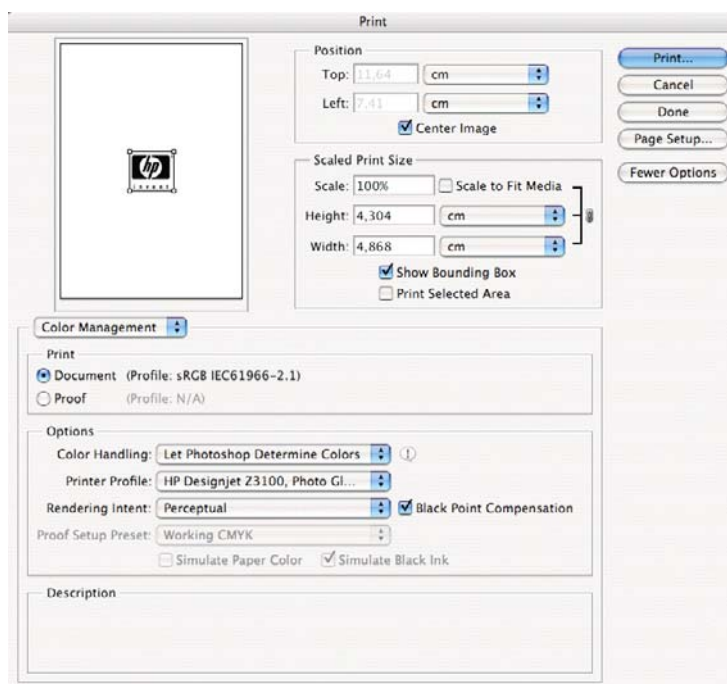 Print
hp
invent
Position
Top: 11,64 cm
Left: 7,41 cm
Center Image
Scaled Print Size
Scale: 100% Scale to Fit Media
Height: 4,304 cm
Width: 4,868 cm
Show Bounding Box
Print Selected Area
Print...
Cancel
Done
Page Setup...
Fewer Options
Color Management
Print
Document (Profile: sRGB IEC61966-2.1)
Proof (Profile: N/A)
Options
Color Handling: Let Photoshop Determine Colors
Printer Profile: HP Designjet Z3100, Photo Gl...
Rendering Intent: Perceptual Black Point Compensation
Proof Setup Preset: Working CMYK
Simulate Paper Color Simulate Black Ink
Description